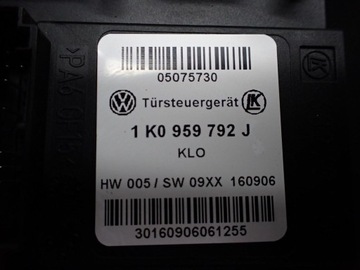 05075730
Türsteuergerät
1 K0 959 792 J
KLO
HW 005 / SW 09XX 160906
30160906061255